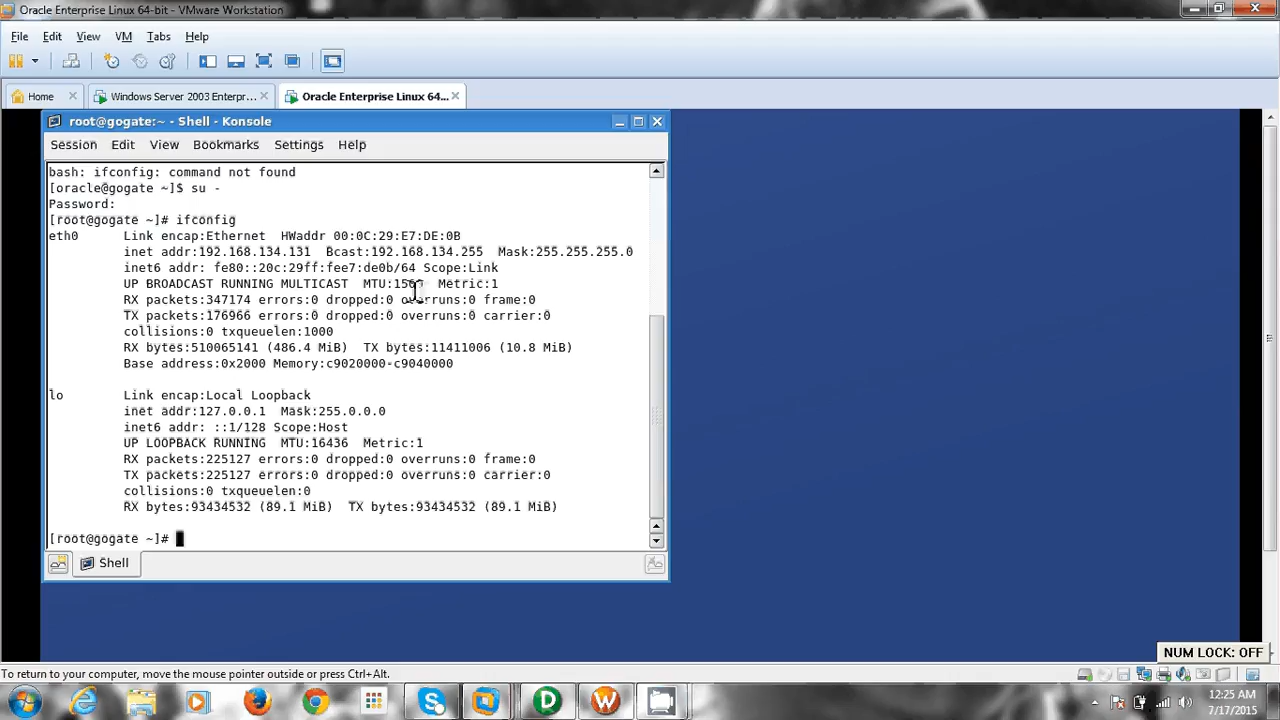 Oracle Enterprise Linux 64-bit - VMware Workstation
File Edit View VM Tabs Help
Home Windows Server 2003 Enterpr... Oracle Enterprise Linux 64...
root@gogate:~ - Shell - Konsole
Session Edit View Bookmarks Settings Help
bash: ifconfig: command not found
[oracle@gogate ~]$ su -
Password:
[root@gogate ~]# ifconfig
eth0 Link encap:Ethernet HWaddr 00:0C:29:E7:DE:0B
inet addr:192.168.134.131 Bcast:192.168.134.255 Mask:255.255.255.0
inet6 addr: fe80::20c:29ff:fee7:de0b/64 Scope:Link
UP BROADCAST RUNNING MULTICAST MTU:1500 Metric:1
RX packets:347174 errors:0 dropped:0 overruns:0 frame:0
TX packets:176966 errors:0 dropped:0 overruns:0 carrier:0
collisions:0 txqueuelen:1000
RX bytes:510065141 (486.4 MiB) TX bytes:11411006 (10.8 MiB)
Base address:0x2000 Memory:c9020000-c9040000
lo Link encap:Local Loopback
inet addr:127.0.0.1 Mask:255.0.0.0
inet6 addr: ::1/128 Scope:Host
UP LOOPBACK RUNNING MTU:16436 Metric:1
RX packets:225127 errors:0 dropped:0 overruns:0 frame:0
TX packets:225127 errors:0 dropped:0 overruns:0 carrier:0
collisions:0 txqueuelen:0
RX bytes:93434532 (89.1 MiB) TX bytes:93434532 (89.1 MiB)
[root@gogate ~]#
Shell
NUM LOCK: OFF
To return to your computer, move the mouse pointer outside or press Ctrl+Alt.
12:25 AM
7/17/2015